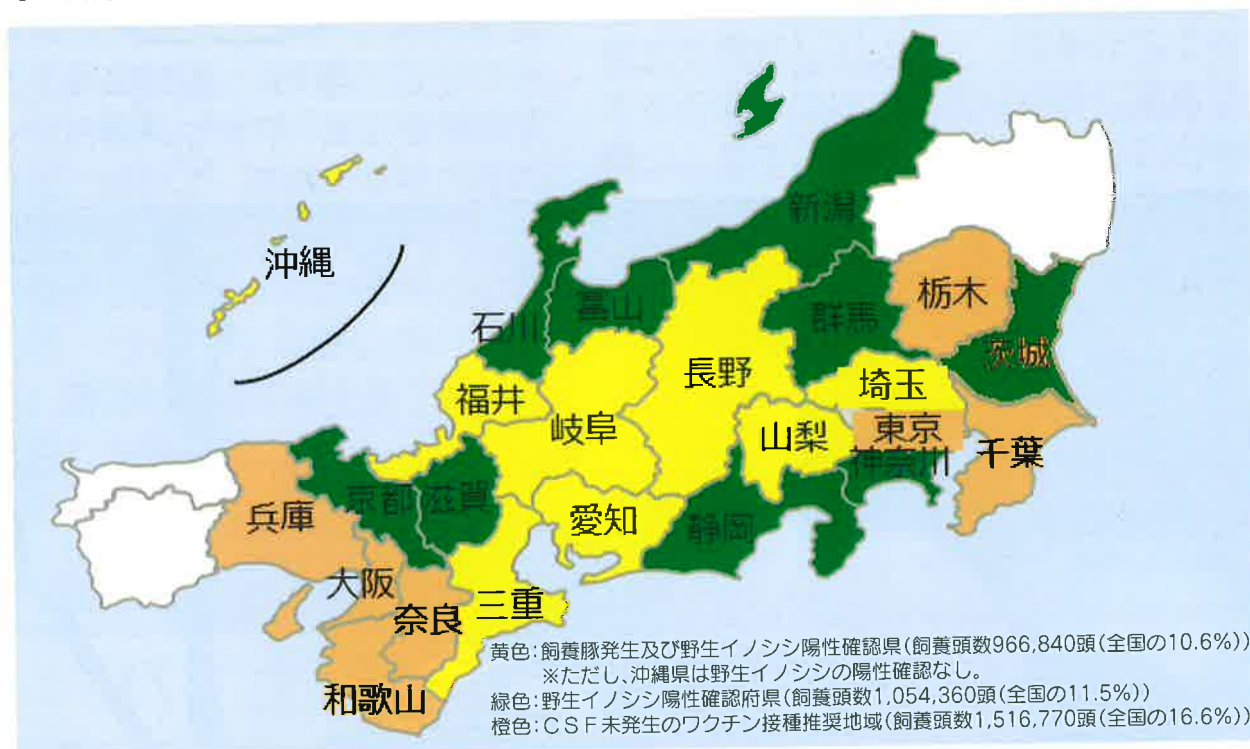 新潟
沖縄
栃木
富山
群馬
石川
茨城
長野
埼玉
福井
岐阜
山梨
東京
神奈川
千葉
京都
滋賀
兵庫
愛知
静岡
大阪
奈良
三重
和歌山
黄色:飼養豚発生及び野生イノシシ陽性確認県(飼養頭数966,840頭(全国の10.6%))
※ただし、沖縄県は野生イノシシの陽性確認なし。
緑色:野生イノシシ陽性確認府県(飼養頭数1,054,360頭(全国の11.5%))
橙色:CSF未発生のワクチン接種推奨地域(飼養頭数1,516,770頭(全国の16.6%))